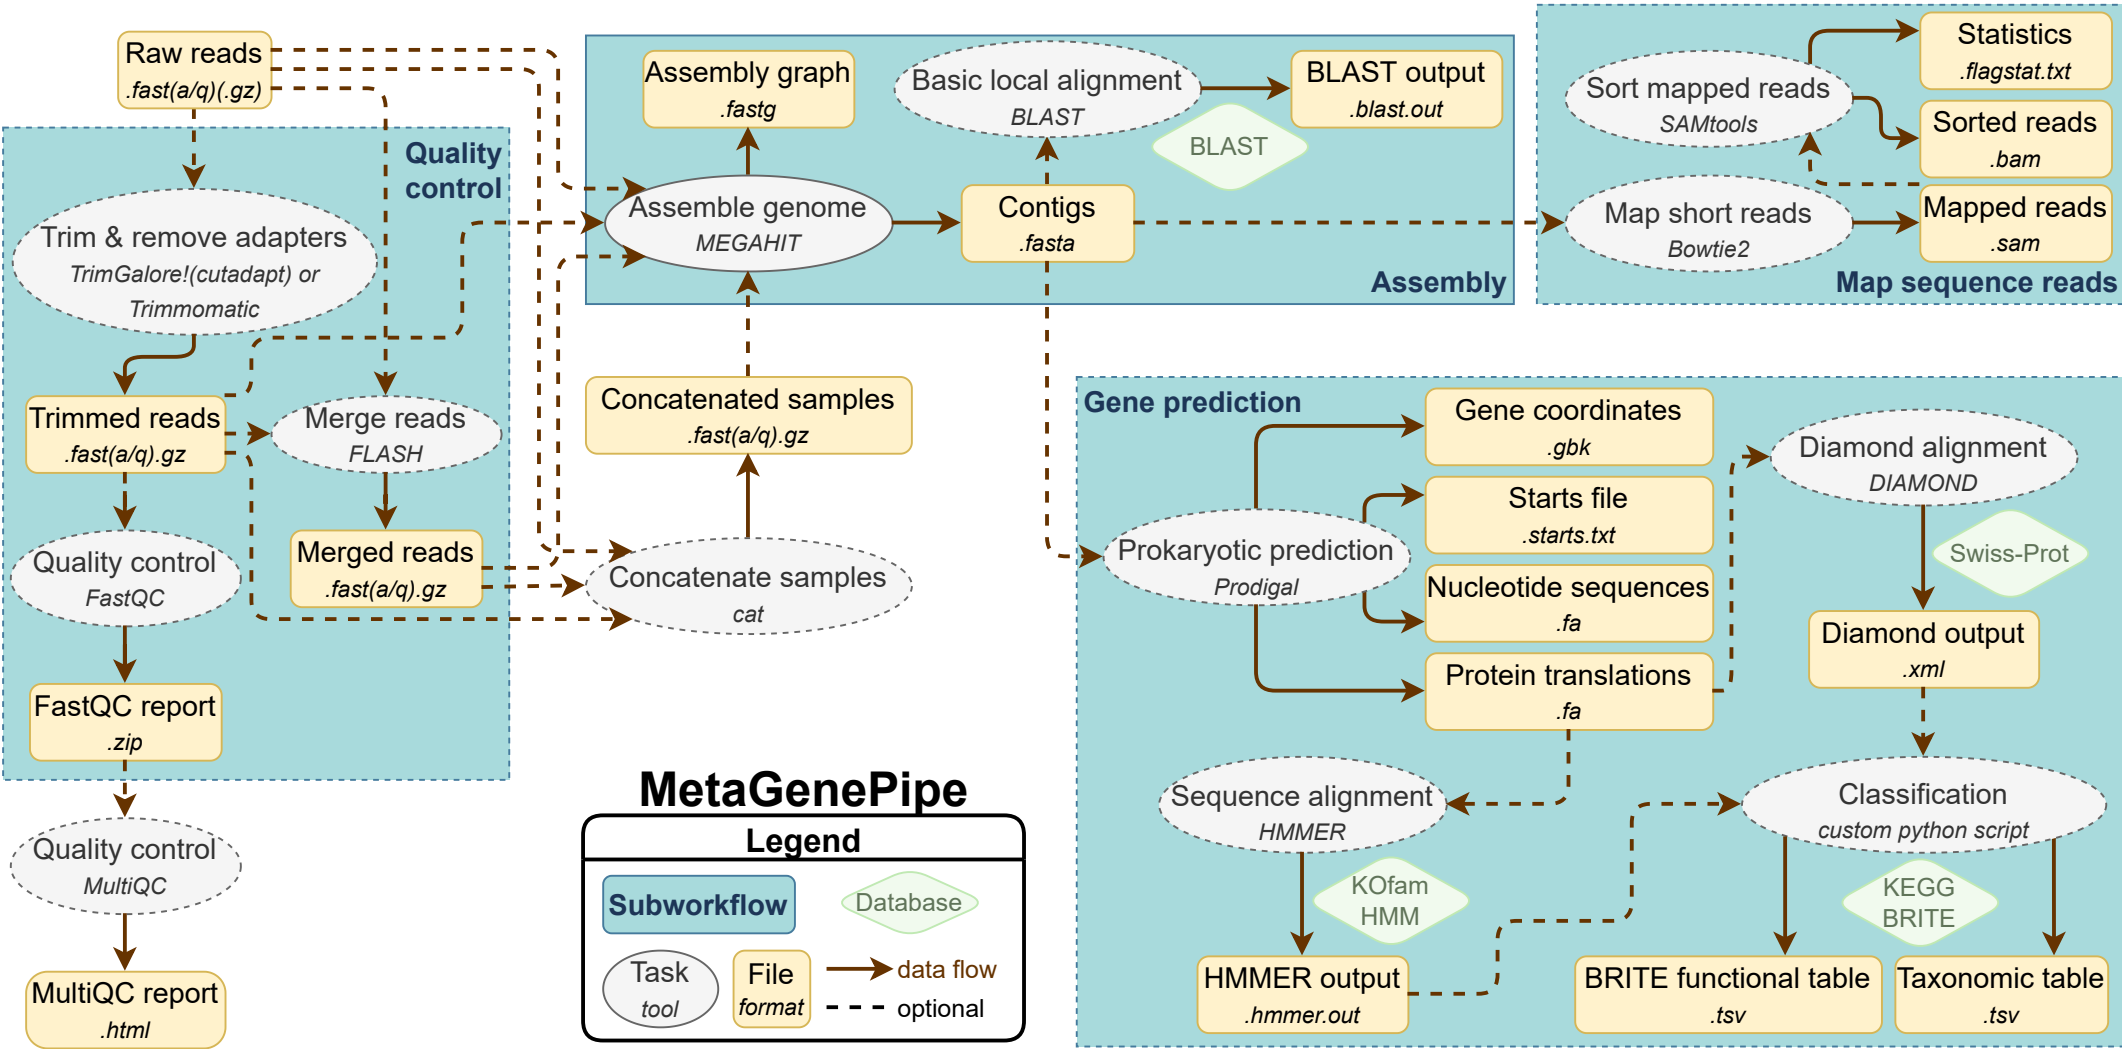 Raw reads
.fast(a/q)(.gz)
Quality
control
Trim & remove adapters
TrimGalore!(cutadapt) or
Trimmomatic
Trimmed reads
.fast(a/q).gz
Merge reads
FLASH
Quality control
FastQC
Merged reads
.fast(a/q).gz
FastQC report
.zip
Quality control
MultiQC
MultiQC report
.html
Assembly graph
.fastg
Basic local alignment
BLAST
BLAST
BLAST output
.blast.out
Assemble genome
MEGAHIT
Contigs
.fasta
Assembly
Concatenated samples
.fast(a/q).gz
Concatenate samples
cat
Statistics
.flagstat.txt
Sort mapped reads
SAMtools
Sorted reads
.bam
Map short reads
Bowtie2
Mapped reads
.sam
Map sequence reads
Gene prediction
Gene coordinates
.gbk
Starts file
.starts.txt
Prokaryotic prediction
Prodigal
Nucleotide sequences
.fa
Protein translations
.fa
Diamond alignment
DIAMOND
Swiss-Prot
Diamond output
.xml
Sequence alignment
HMMER
KOfam
HMM
HMMER output
.hmmer.out
Classification
custom python script
KEGG
BRITE
BRITE functional table
.tsv
Taxonomic table
.tsv
MetaGenePipe
Legend
Subworkflow
Database
Task
tool
File
format
data flow
optional